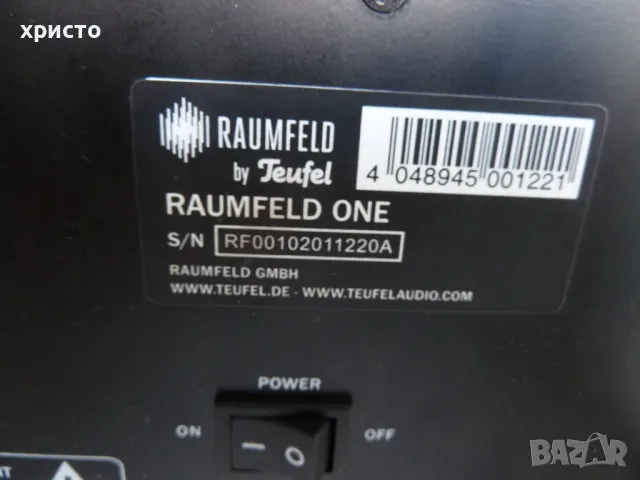 христо
RAUMFELD
by Teufel
4 048945 001221
RAUMFELD ONE
S/N RF00102011220A
RAUMFELD GMBH
WWW.TEUFEL.DE · WWW.TEUFELAUDIO.COM
POWER
ON OFF
BAZAR